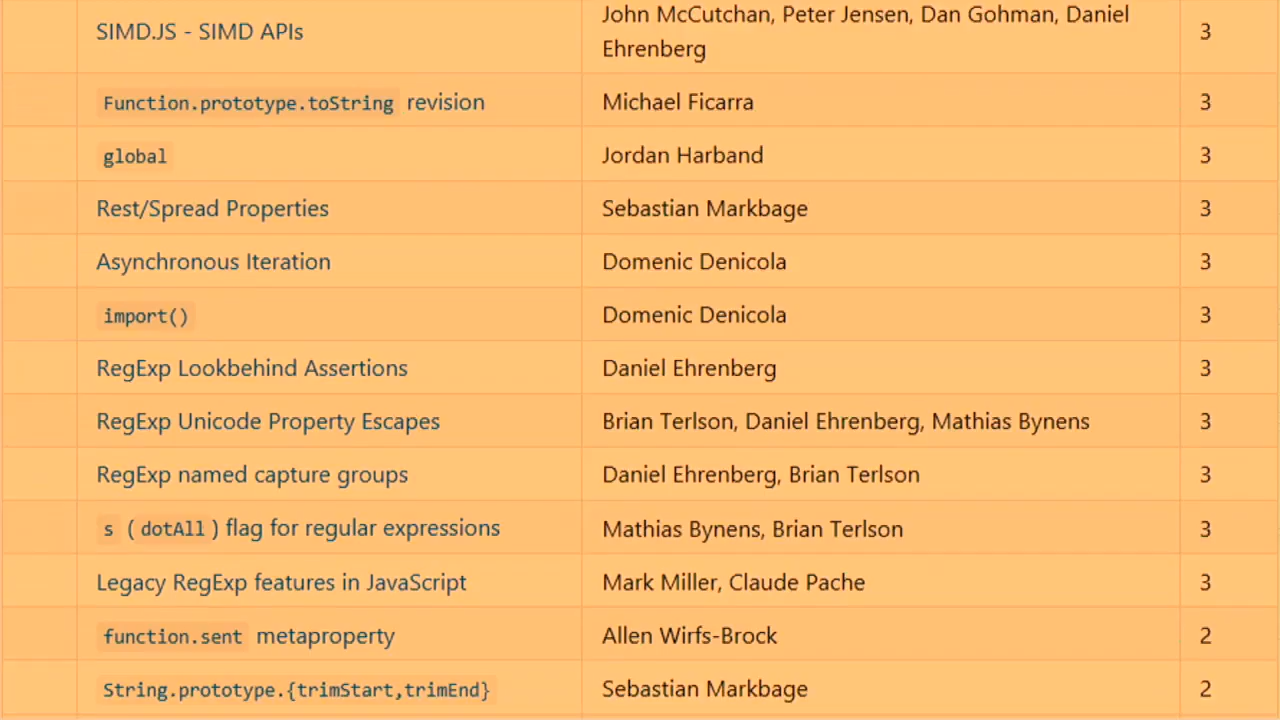 SIMD.JS - SIMD APIs
John McCutchan, Peter Jensen, Dan Gohman, Daniel
Ehrenberg
3
Function.prototype.toString revision
Michael Ficarra
3
global
Jordan Harband
3
Rest/Spread Properties
Sebastian Markbage
3
Asynchronous Iteration
Domenic Denicola
3
import()
Domenic Denicola
3
RegExp Lookbehind Assertions
Daniel Ehrenberg
3
RegExp Unicode Property Escapes
Brian Terlson, Daniel Ehrenberg, Mathias Bynens
3
RegExp named capture groups
Daniel Ehrenberg, Brian Terlson
3
s ( dotAll ) flag for regular expressions
Mathias Bynens, Brian Terlson
3
Legacy RegExp features in JavaScript
Mark Miller, Claude Pache
3
function.sent metaproperty
Allen Wirfs-Brock
2
String.prototype.{trimStart,trimEnd}
Sebastian Markbage
2